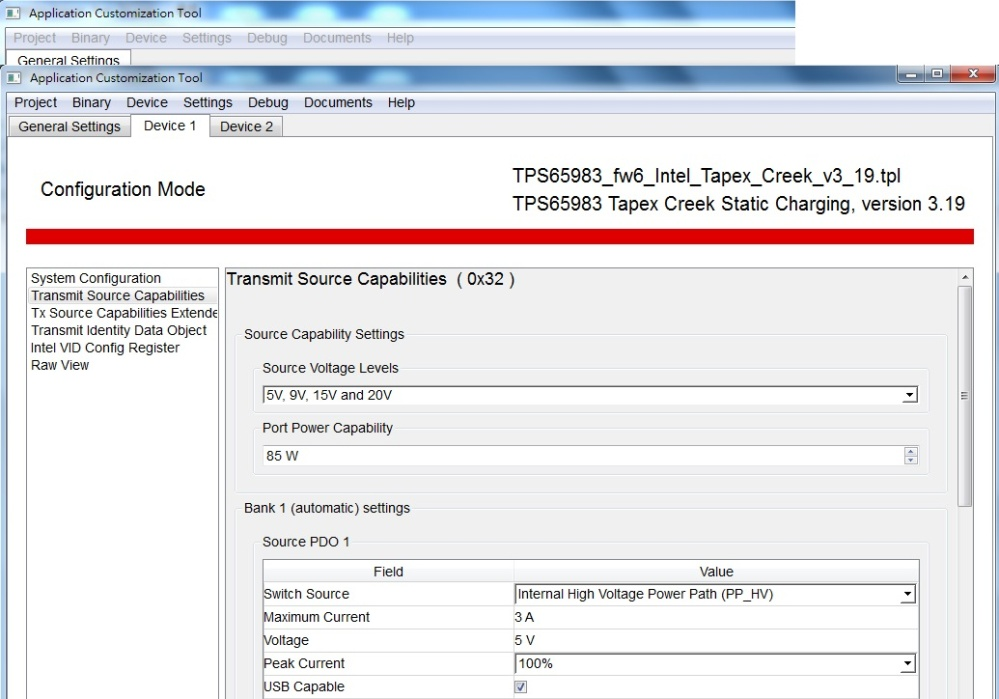 Application Customization Tool
Project Binary Device Settings Debug Documents Help
General Settings
Application Customization Tool
Project Binary Device Settings Debug Documents Help
General Settings Device 1 Device 2
Configuration Mode
TPS65983_fw6_Intel_Tapex_Creek_v3_19.tpl
TPS65983 Tapex Creek Static Charging, version 3.19
System Configuration
Transmit Source Capabilities
Tx Source Capabilities Extende
Transmit Identity Data Object
Intel VID Config Register
Raw View
Transmit Source Capabilities ( 0x32 )
Source Capability Settings
Source Voltage Levels
5V, 9V, 15V and 20V
Port Power Capability
85 W
Bank 1 (automatic) settings
Source PDO 1
Field Value
Switch Source Internal High Voltage Power Path (PP_HV)
Maximum Current 3 A
Voltage 5 V
Peak Current 100%
USB Capable